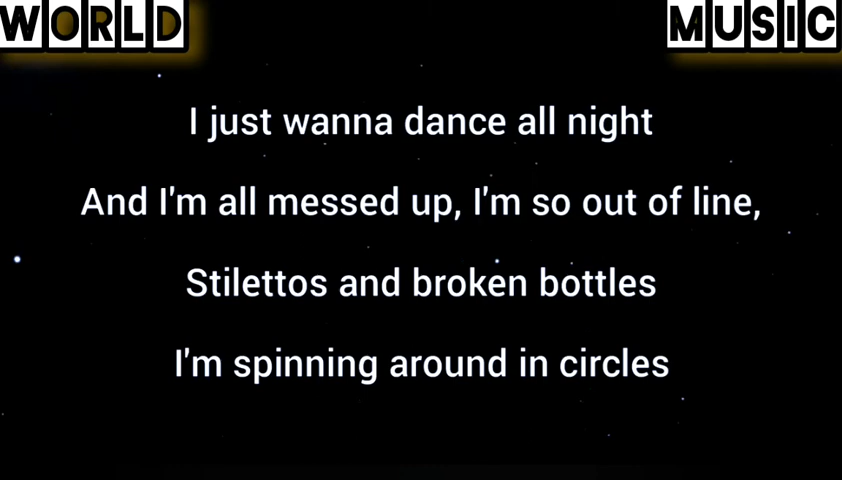 WORLD MUSIC
I just wanna dance all night
And I'm all messed up, I'm so out of line,
Stilettos and broken bottles
I'm spinning around in circles